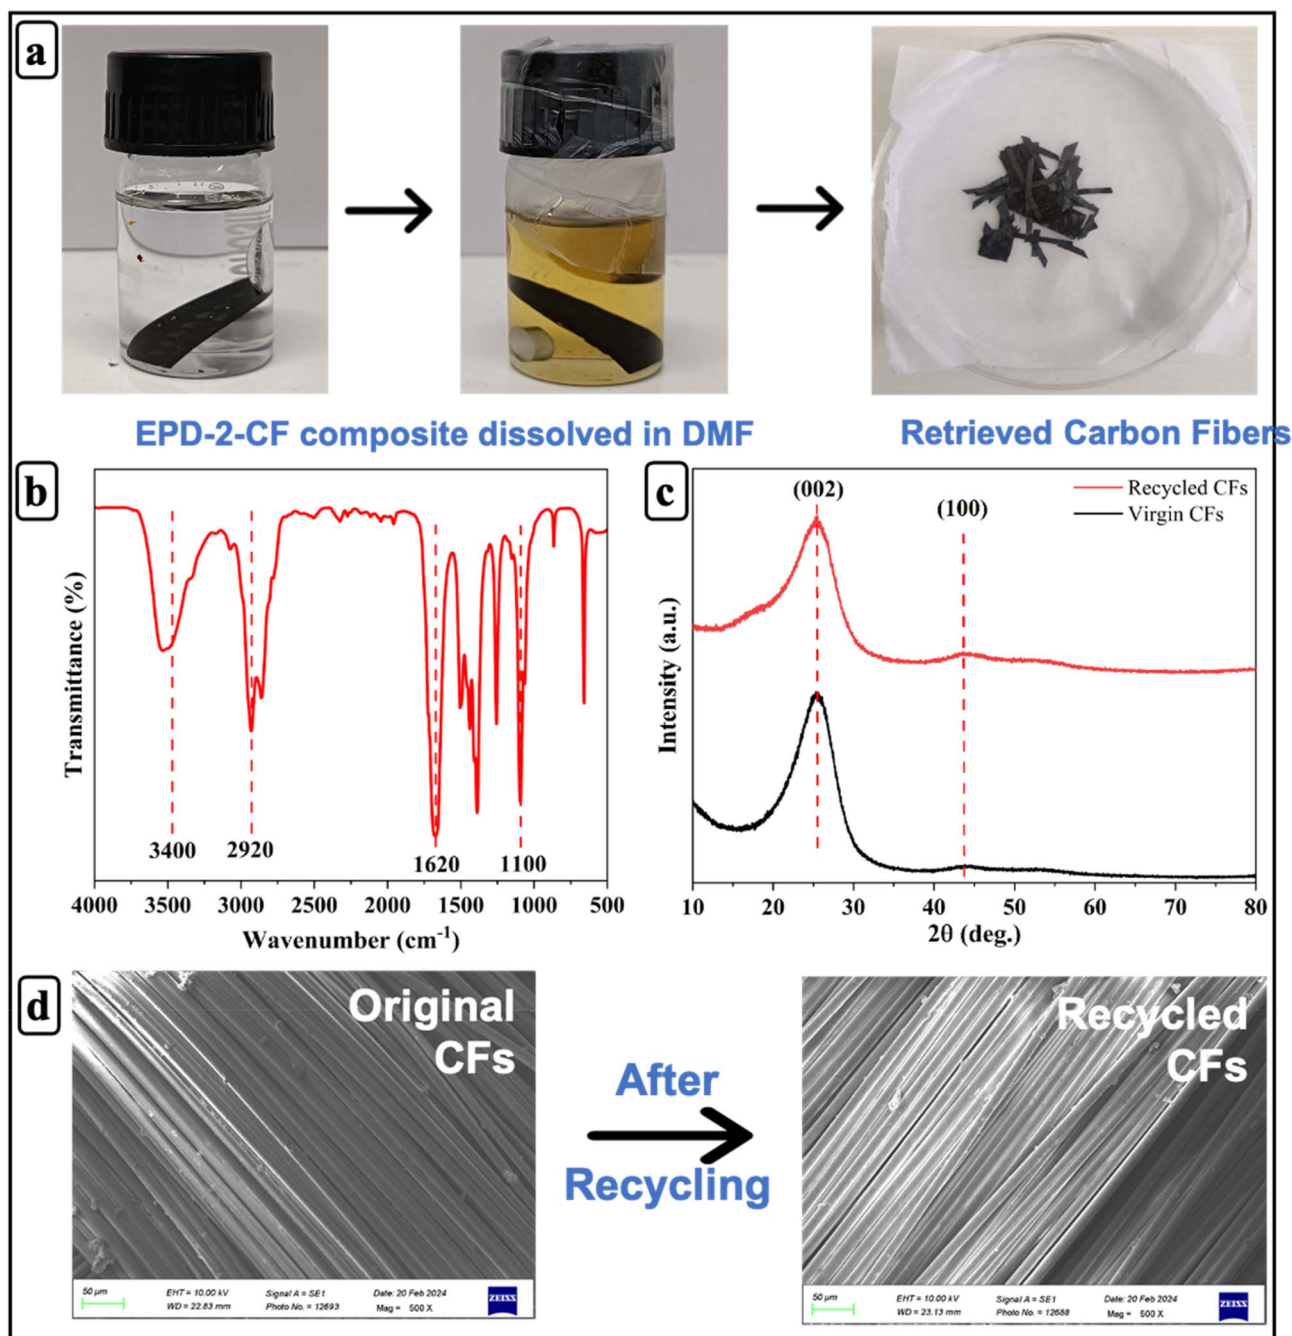 a
EPD-2-CF composite dissolved in DMF
Retrieved Carbon Fibers
b
Transmittance (%)
3400
2920
1620
1100
4000 3500 3000 2500 2000 1500 1000 500
Wavenumber (cm⁻¹)
c
(002)
(100)
Recycled CFs
Virgin CFs
Intensity (a.u.)
10 20 30 40 50 60 70 80
2θ (deg.)
d
Original
CFs
50 µm
EHT = 10.00 kV
WD = 22.83 mm
Signal A = SE1
Photo No. = 12693
Date: 20 Feb 2024
Mag = 500 X
ZEISS
After
Recycling
Recycled
CFs
50 µm
EHT = 10.00 kV
WD = 23.13 mm
Signal A = SE1
Photo No. = 12688
Date: 20 Feb 2024
Mag = 500 X
ZEISS